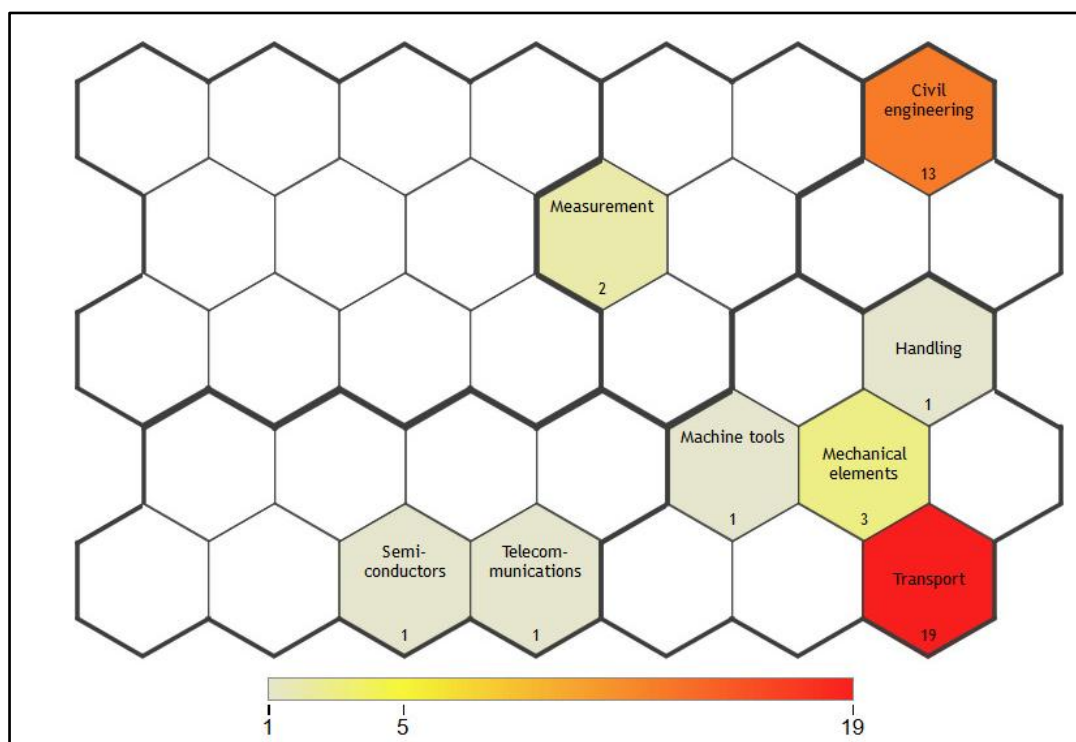 Civil
engineering
13
Measurement
2
Handling
1
Machine tools
1
Mechanical
elements
3
Semi-
conductors
1
Telecom-
munications
1
Transport
19
1
5
19